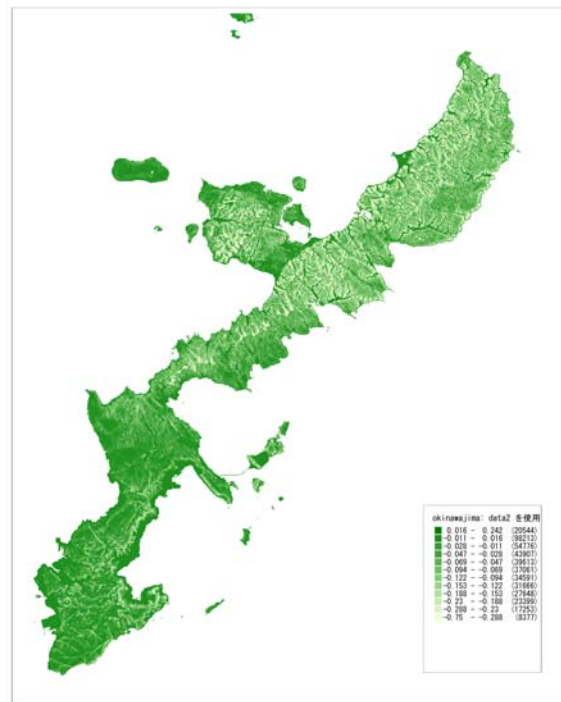 okinawajima: data2 を使用
0.016 - 0.242 (20544)
-0.011 - 0.016 (98213)
-0.028 - -0.011 (54776)
-0.047 - -0.028 (43907)
-0.069 - -0.047 (39613)
-0.094 - -0.069 (37061)
-0.122 - -0.094 (34591)
-0.153 - -0.122 (31666)
-0.188 - -0.153 (27648)
-0.23 - -0.188 (23399)
-0.288 - -0.23 (17253)
-0.75 - -0.288 (8377)